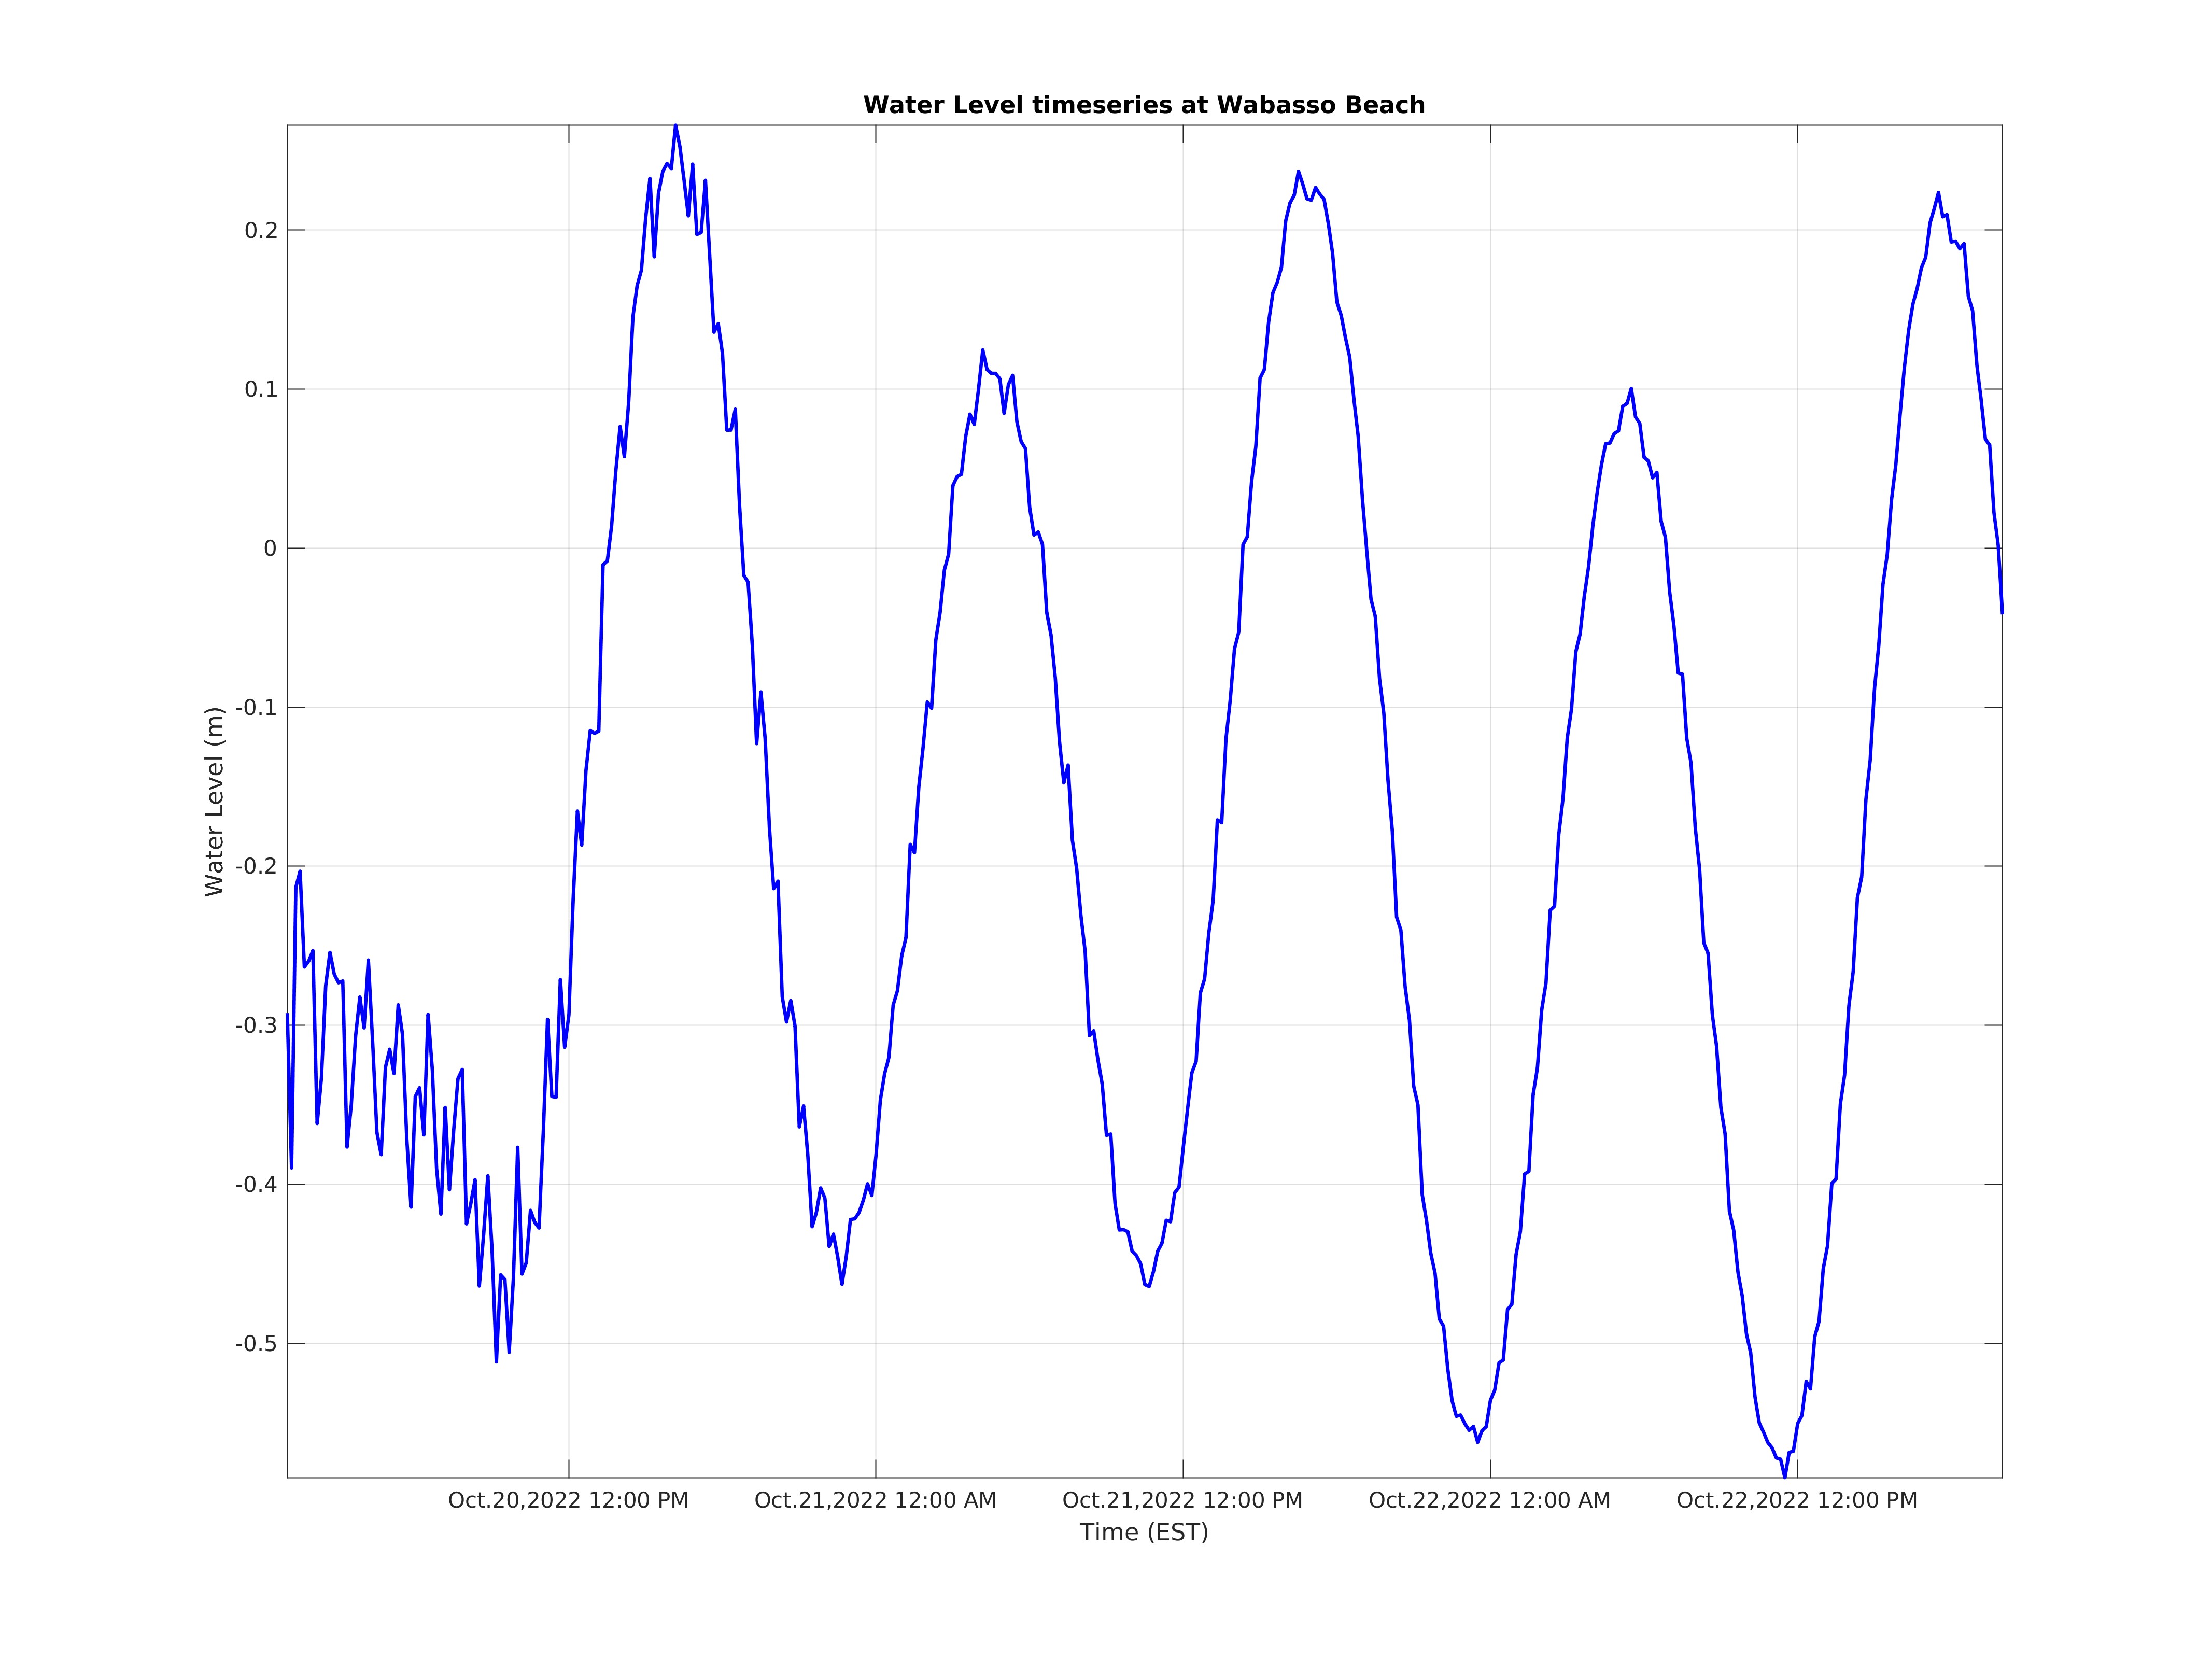 Water Level timeseries at Wabasso Beach
0.2
0.1
0
-0.1
-0.2
-0.3
-0.4
-0.5
Water Level (m)
Oct.20,2022 12:00 PM Oct.21,2022 12:00 AM Oct.21,2022 12:00 PM Oct.22,2022 12:00 AM Oct.22,2022 12:00 PM
Time (EST)